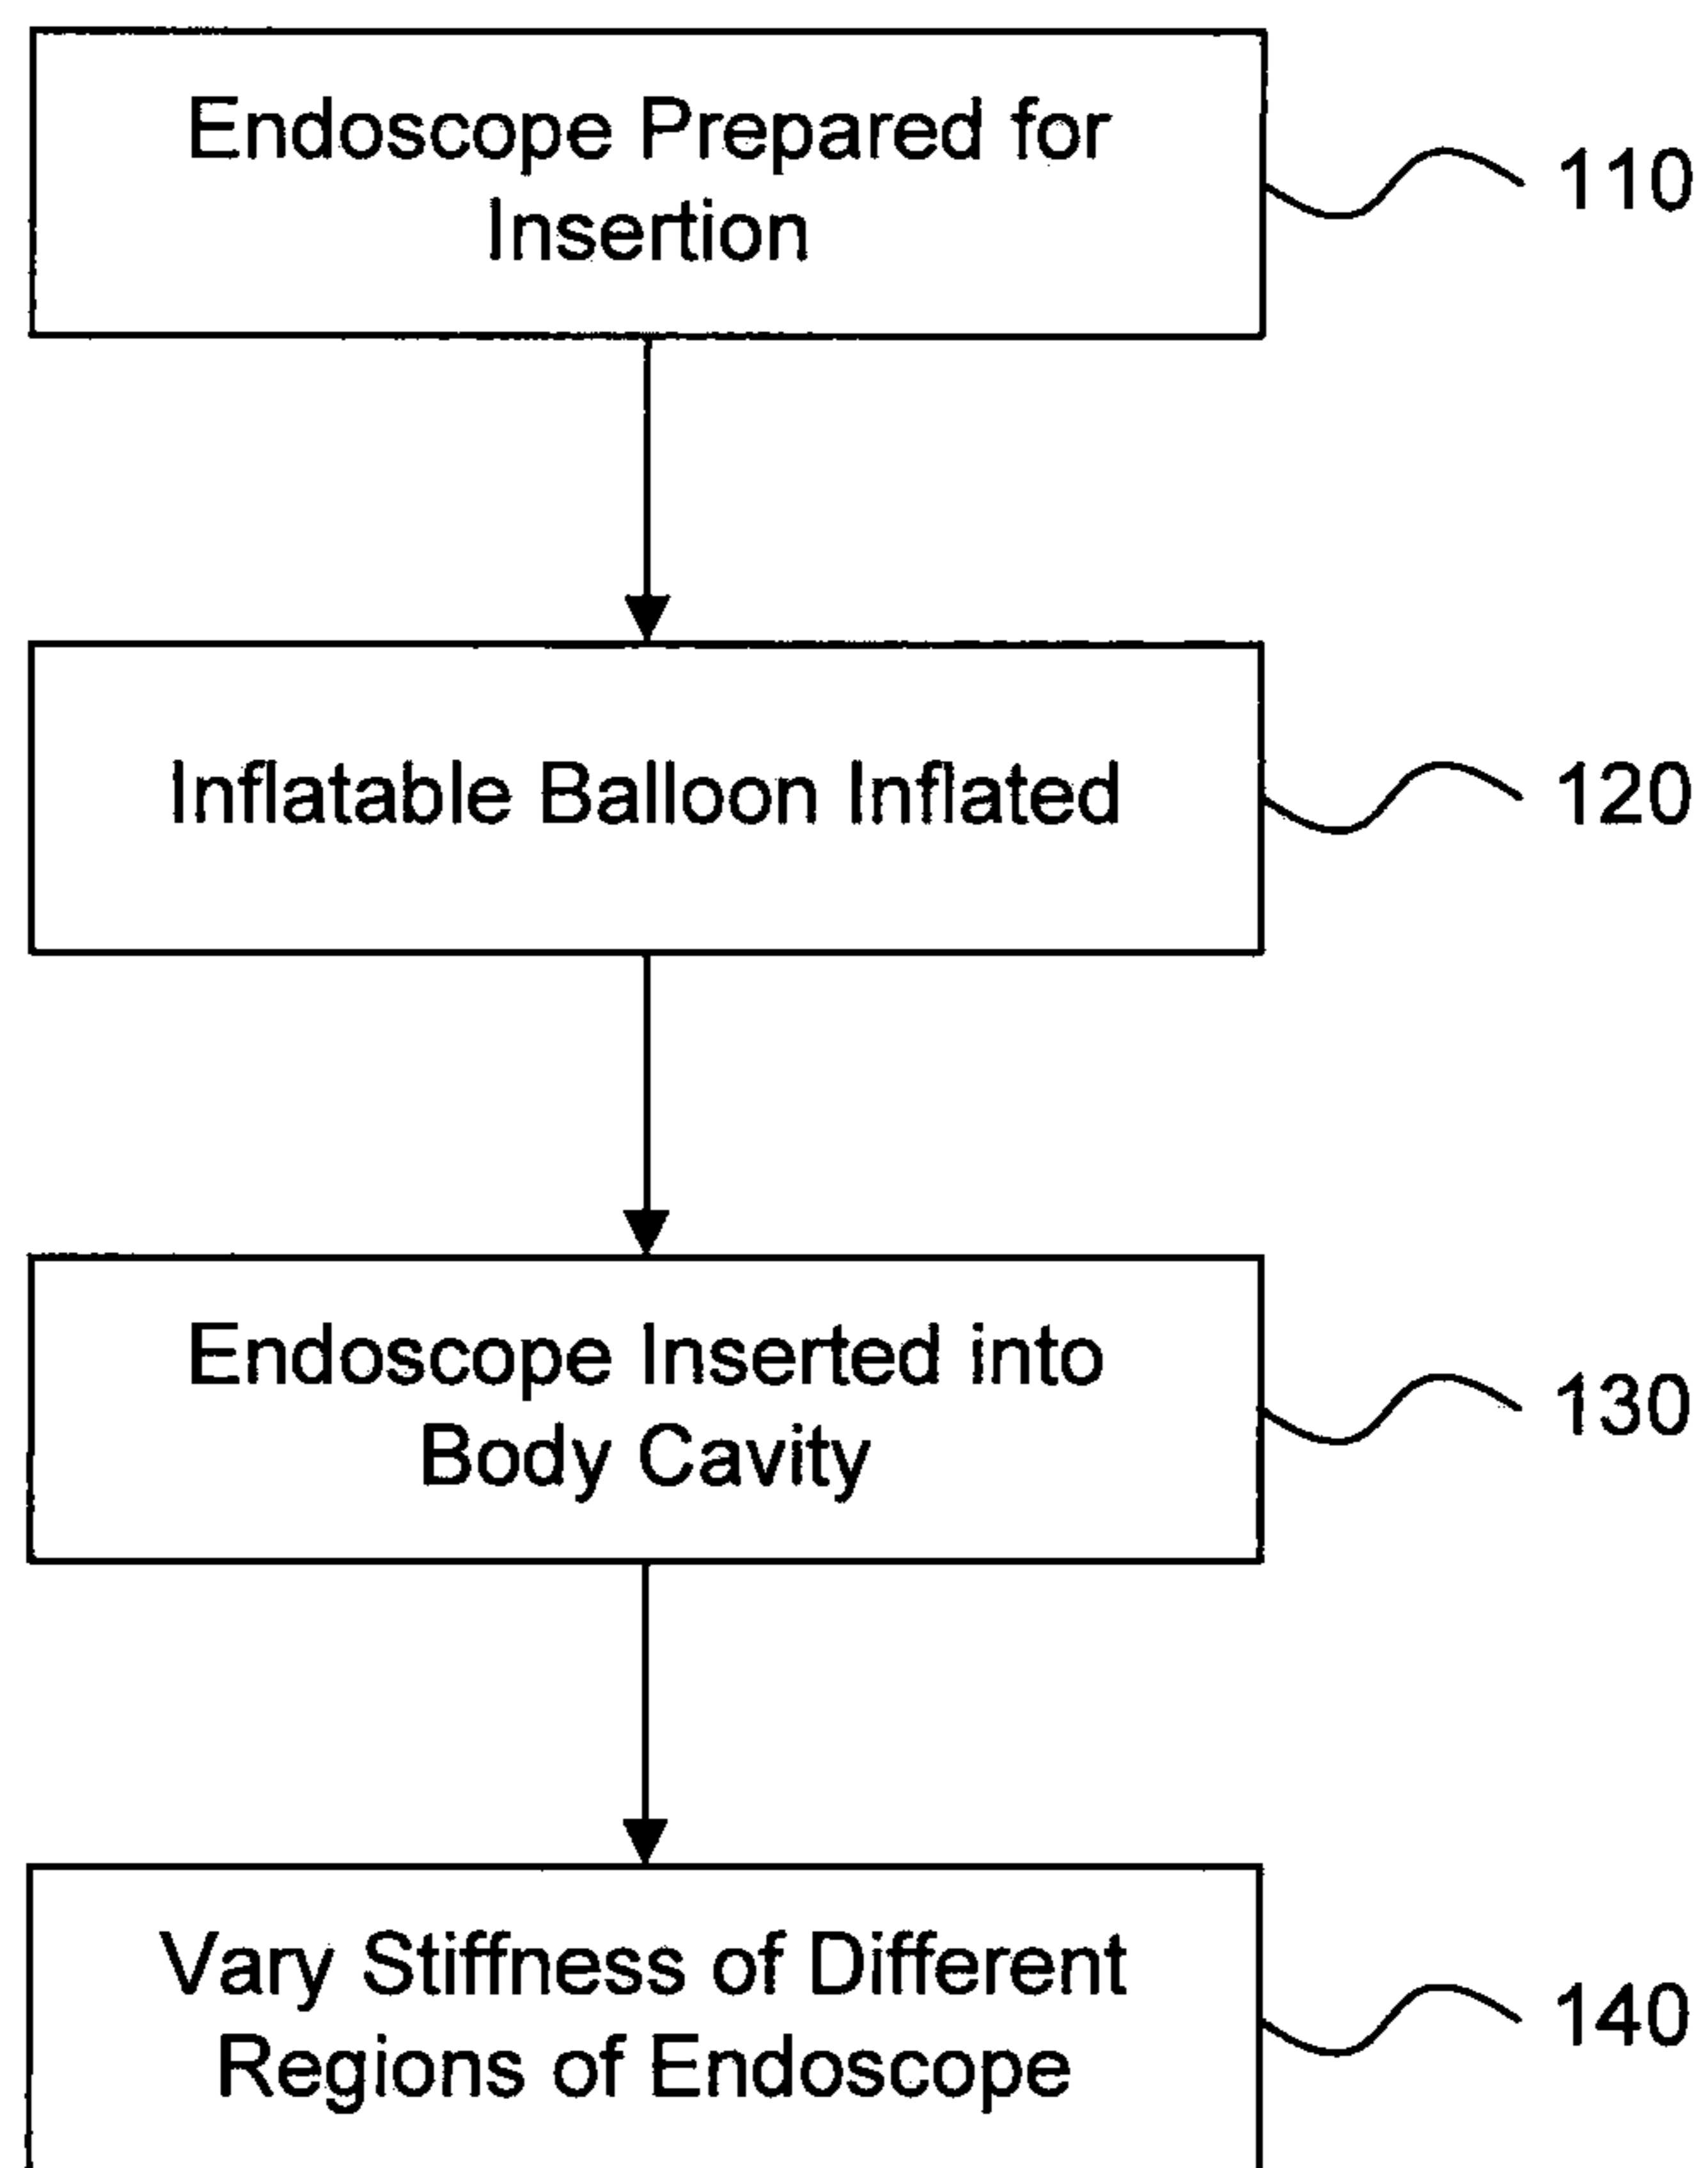 Endoscope Prepared for
Insertion
110
Inflatable Balloon Inflated
120
Endoscope Inserted into
Body Cavity
130
Vary Stiffness of Different
Regions of Endoscope
140